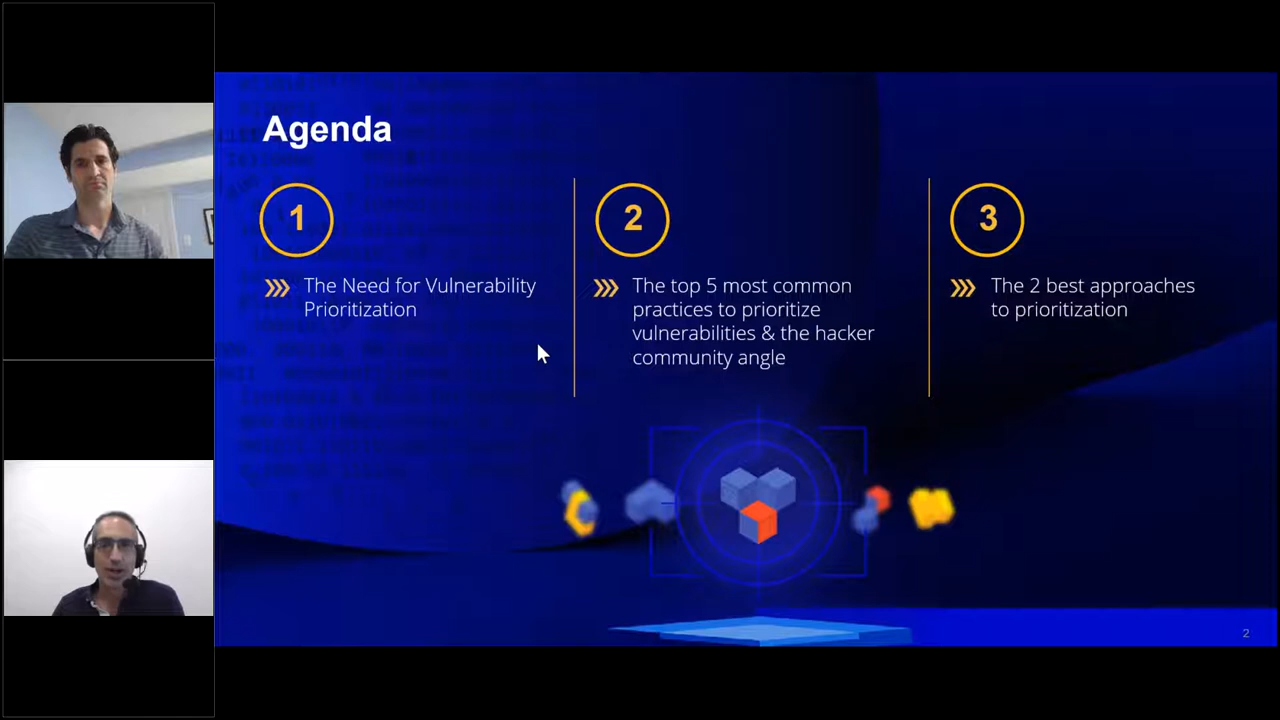 Agenda
1
The Need for Vulnerability
Prioritization
2
The top 5 most common
practices to prioritize
vulnerabilities & the hacker
community angle
3
The 2 best approaches
to prioritization
2